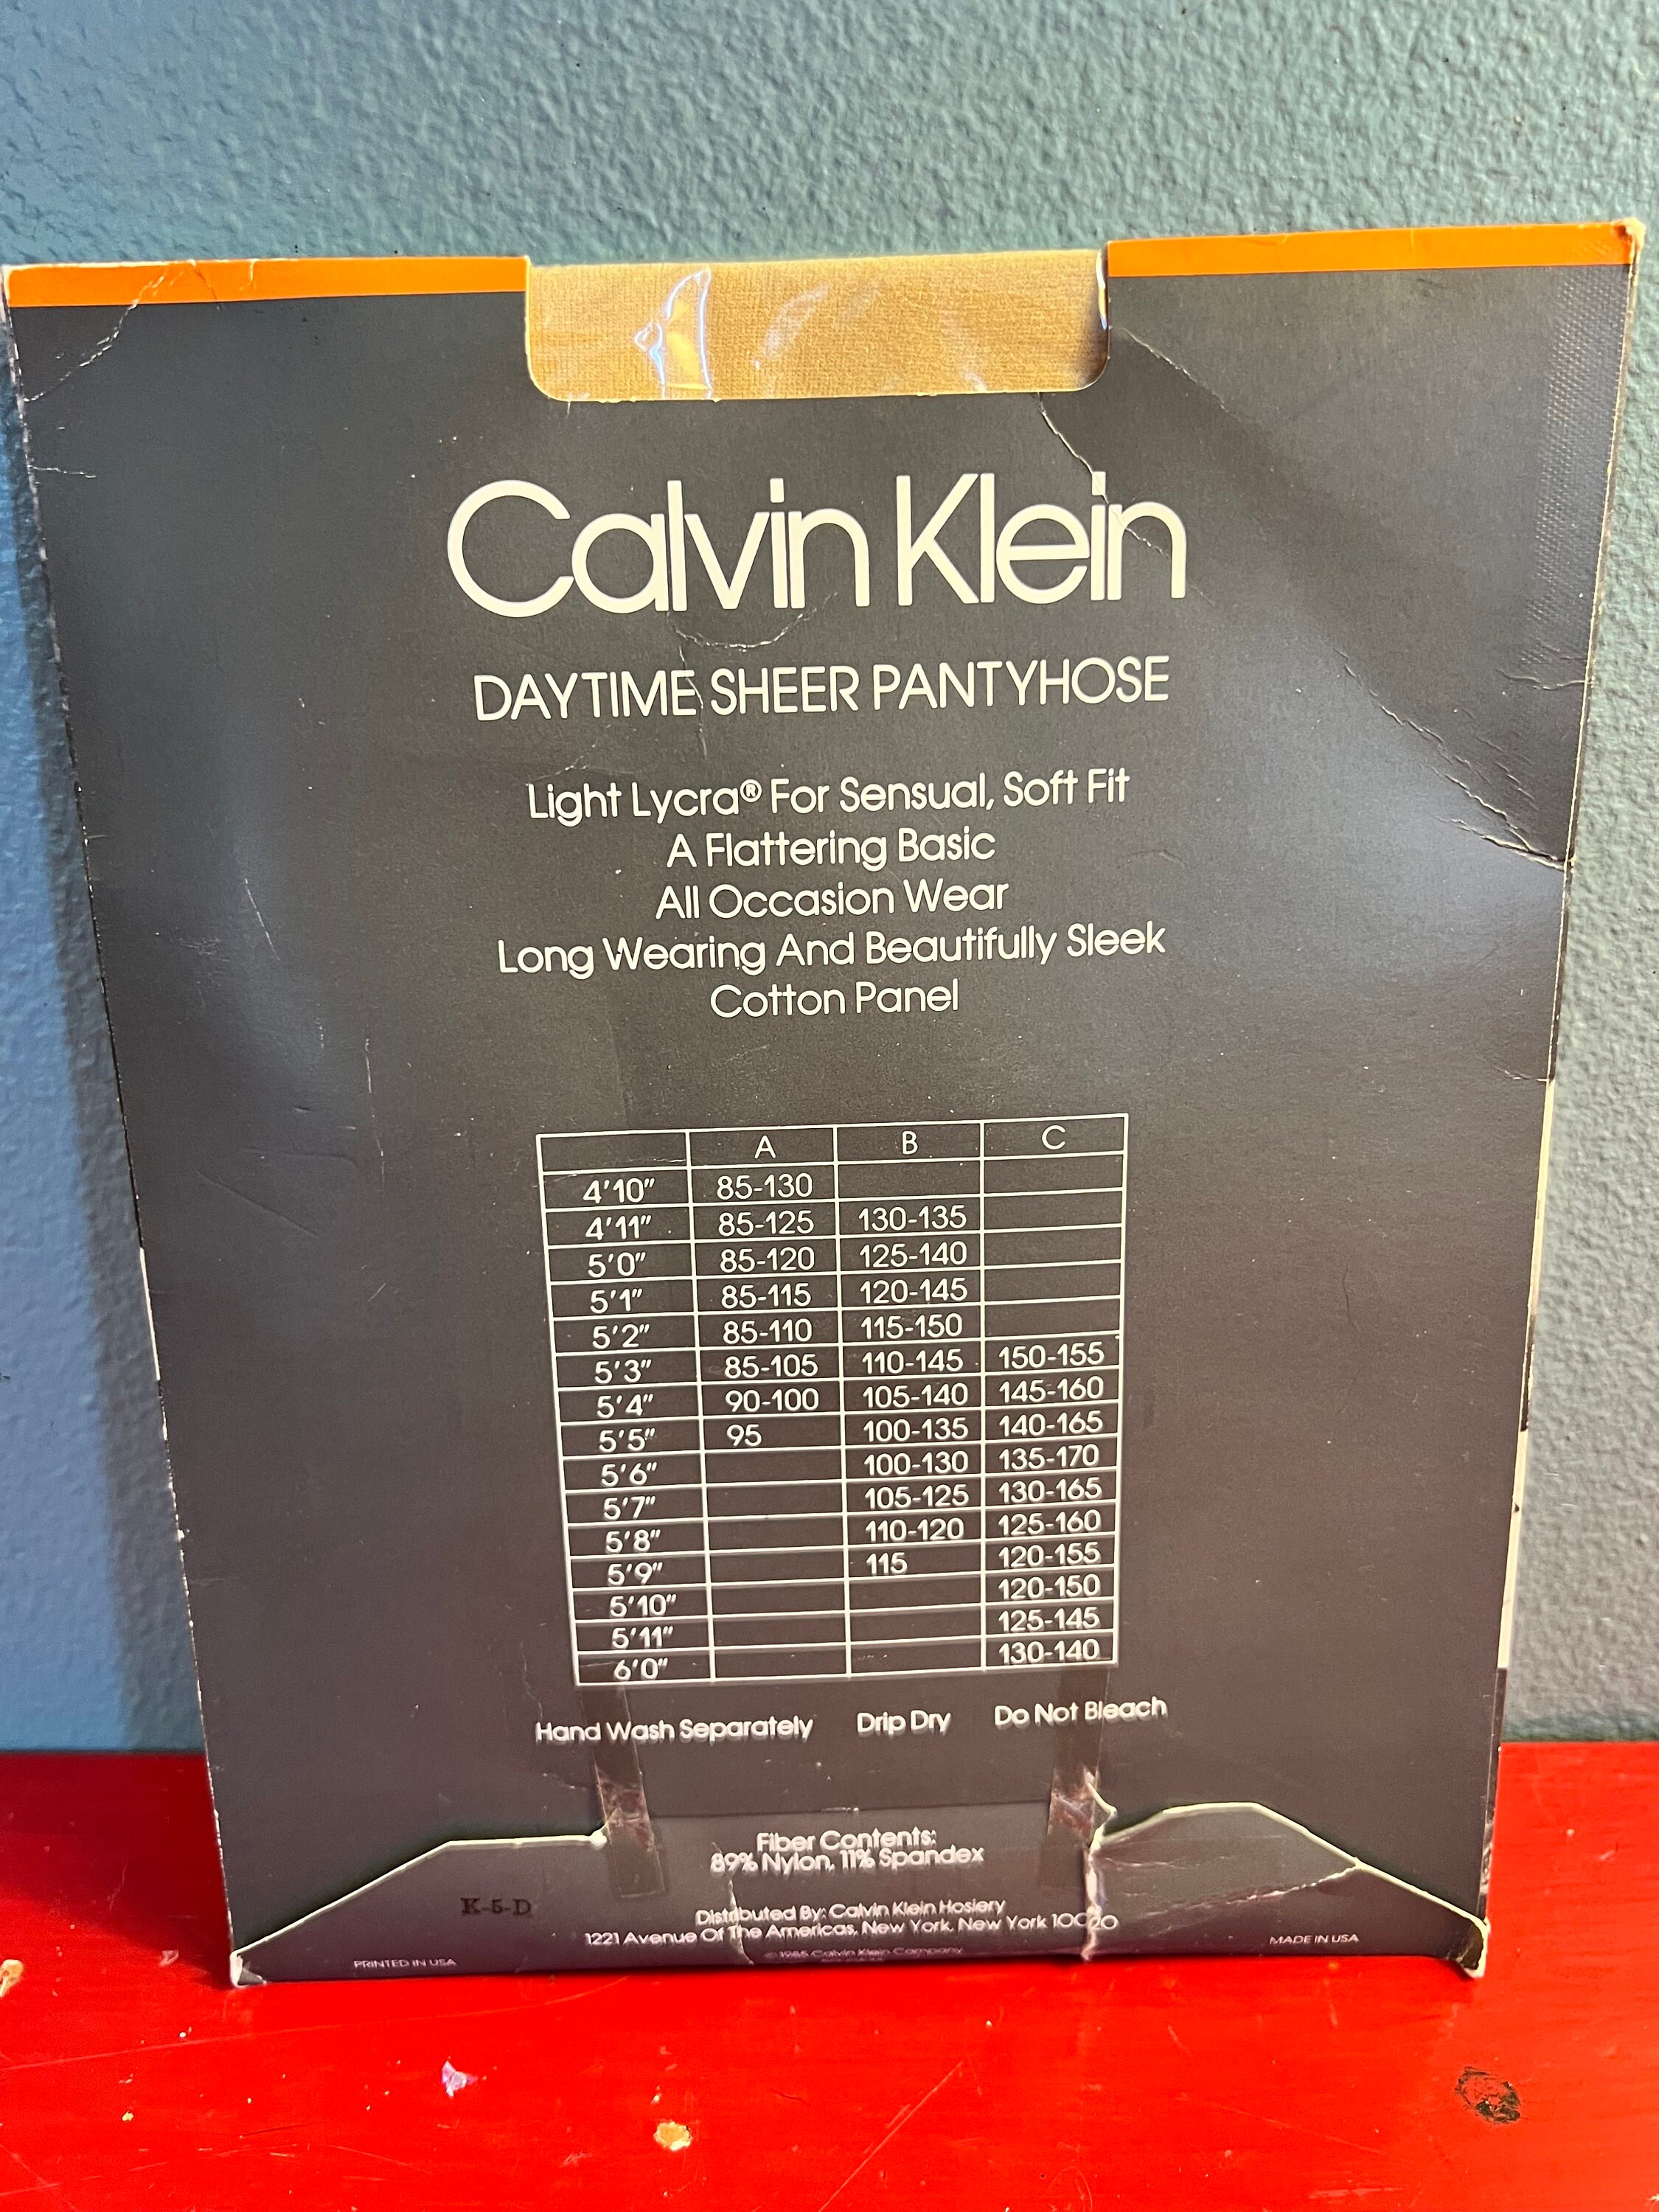 Calvin Klein
DAYTIME SHEER PANTYHOSE
Light Lycra® For Sensual, Soft Fit
A Flattering Basic
All Occasion Wear
Long Wearing And Beautifully Sleek
Cotton Panel
A B C
4'10" 85-130
4'11" 85-125 130-135
5'0" 85-120 125-140
5'1" 85-115 120-145
5'2" 85-110 115-150
5'3" 85-105 110-145 150-155
5'4" 90-100 105-140 145-160
5'5" 95 100-135 140-165
5'6" 100-130 135-170
5'7" 105-125 130-165
5'8" 110-120 125-160
5'9" 115 120-155
5'10" 120-150
5'11" 125-145
6'0" 130-140
Hand Wash Separately Drip Dry Do Not Bleach
Fiber Contents:
89% Nylon, 11% Spandex
K-5-D
Distributed By: Calvin Klein Hosiery
1221 Avenue Of The Americas, New York, New York 10020
© 1985 Calvin Klein Company
PRINTED IN USA
MADE IN USA